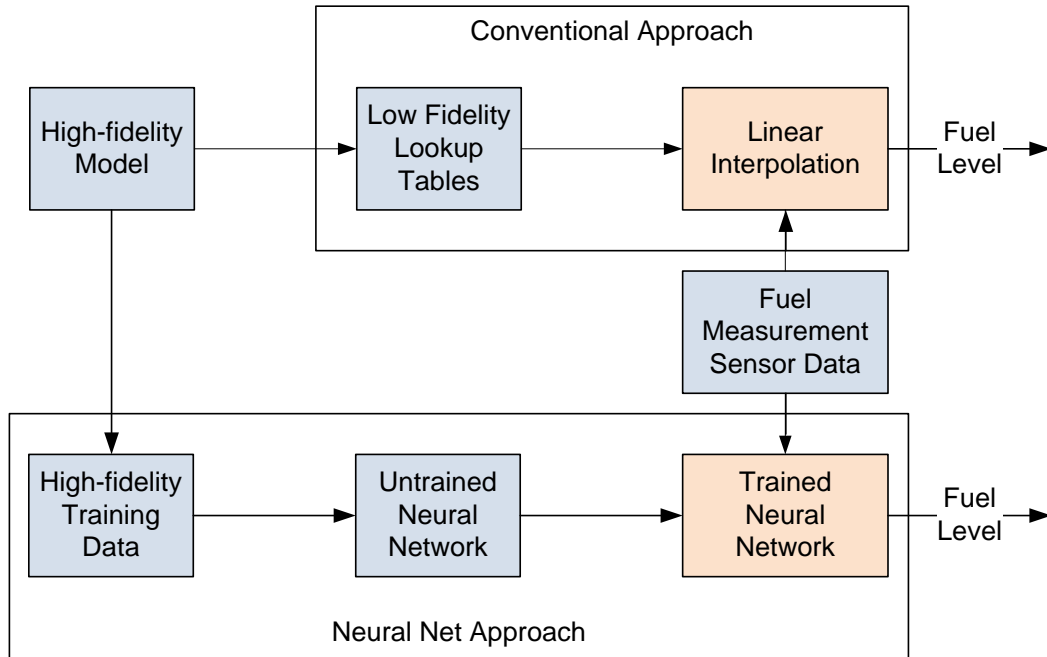 Conventional Approach
High-fidelity
Model
Low Fidelity
Lookup
Tables
Linear
Interpolation
Fuel
Level
Fuel
Measurement
Sensor Data
High-fidelity
Training
Data
Untrained
Neural
Network
Trained
Neural
Network
Fuel
Level
Neural Net Approach